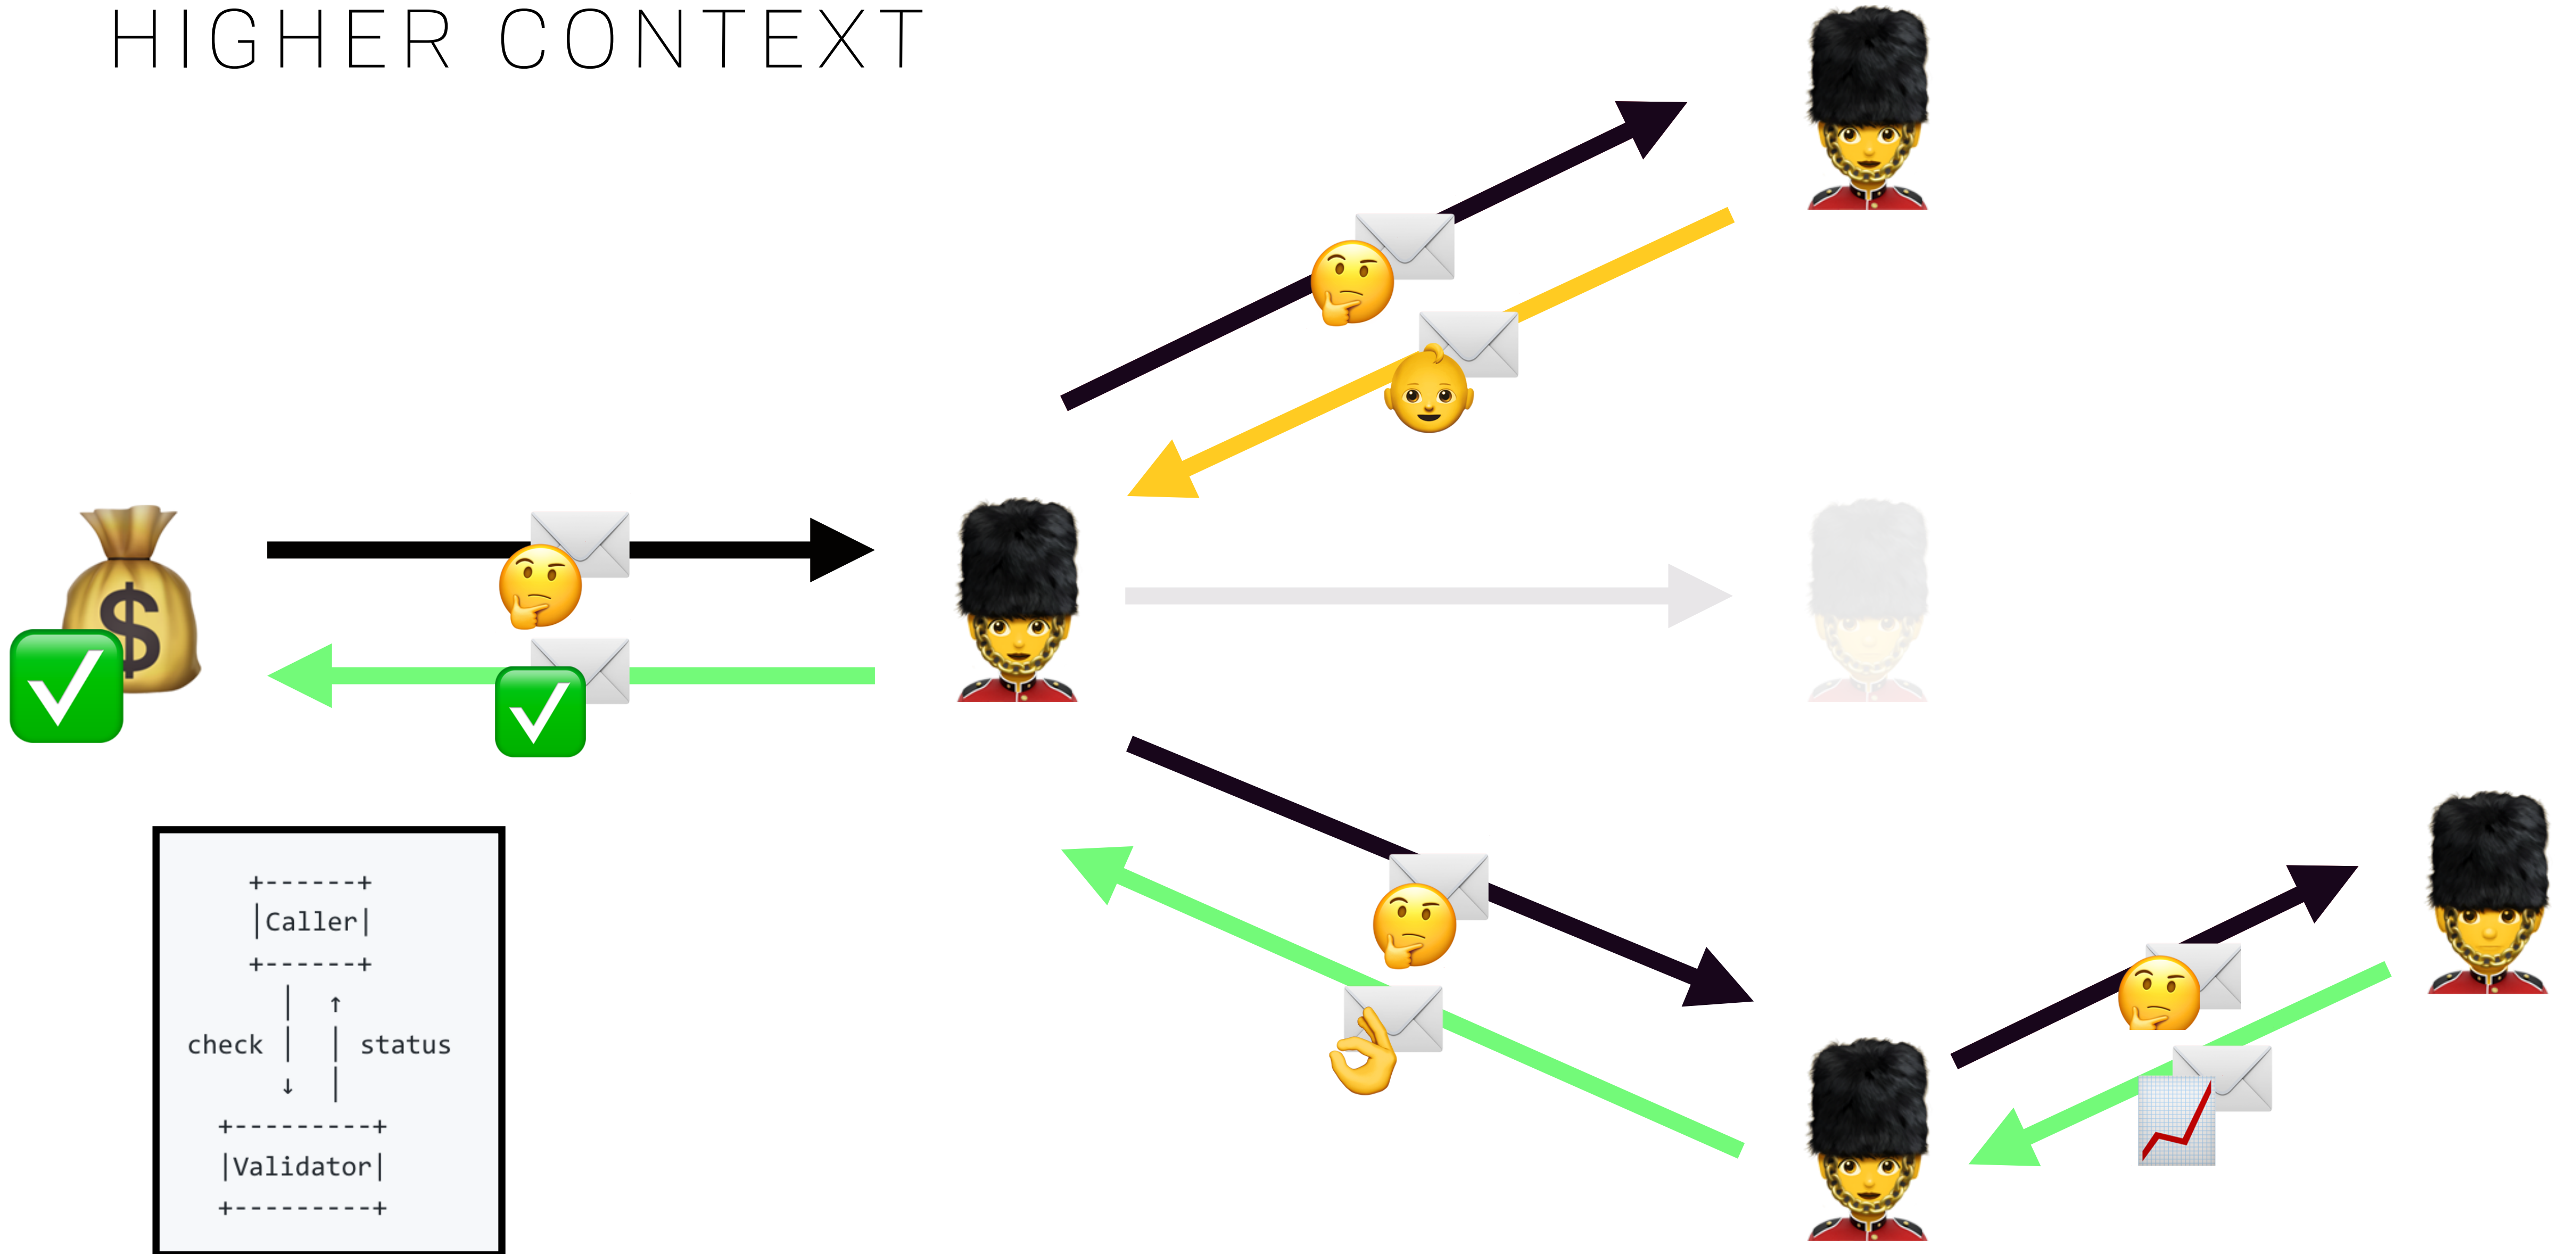 HIGHER CONTEXT
$
+------+
|Caller|
+------+
| ↑
check | | status
↓ |
+---------+
|Validator|
+---------+